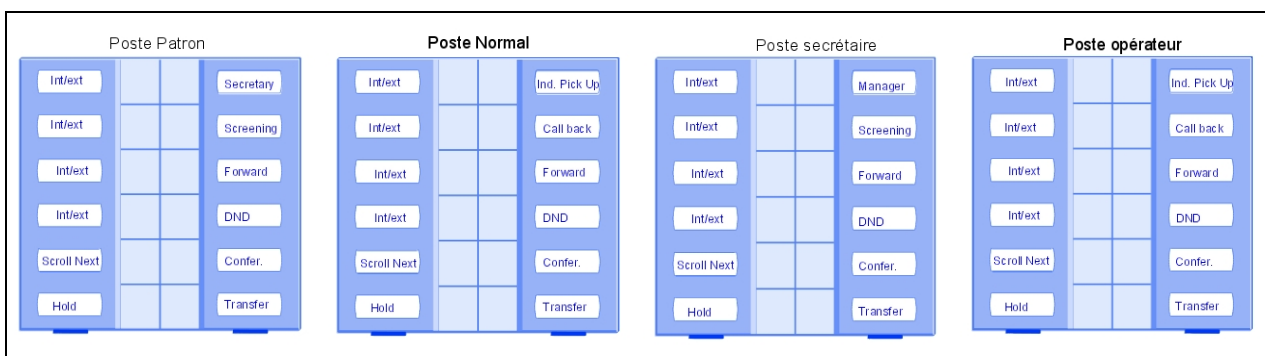 Poste Patron
Int/ext
Secretary
Int/ext
Screening
Int/ext
Forward
Int/ext
DND
Scroll Next
Confer.
Hold
Transfer
Poste Normal
Int/ext
Ind. Pick Up
Int/ext
Call back
Int/ext
Forward
Int/ext
DND
Scroll Next
Confer.
Hold
Transfer
Poste secrétaire
Int/ext
Manager
Int/ext
Screening
Int/ext
Forward
Int/ext
DND
Scroll Next
Confer.
Hold
Transfer
Poste opérateur
Int/ext
Ind. Pick Up
Int/ext
Call back
Int/ext
Forward
Int/ext
DND
Scroll Next
Confer.
Hold
Transfer